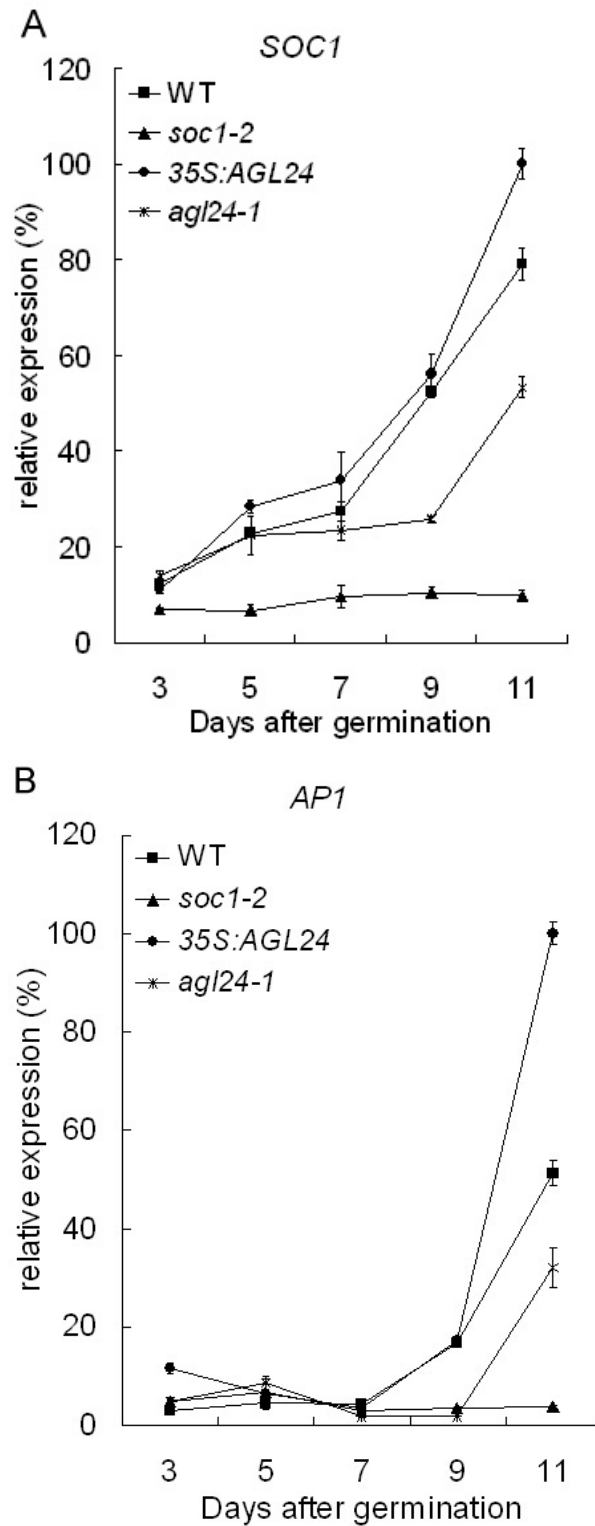 A
SOC1
120
100
80
60
40
20
0
relative expression (%)
WT
soc1-2
35S:AGL24
agl24-1
3 5 7 9 11
Days after germination
B
AP1
120
100
80
60
40
20
0
relative expression (%)
WT
soc1-2
35S:AGL24
agl24-1
3 5 7 9 11
Days after germination